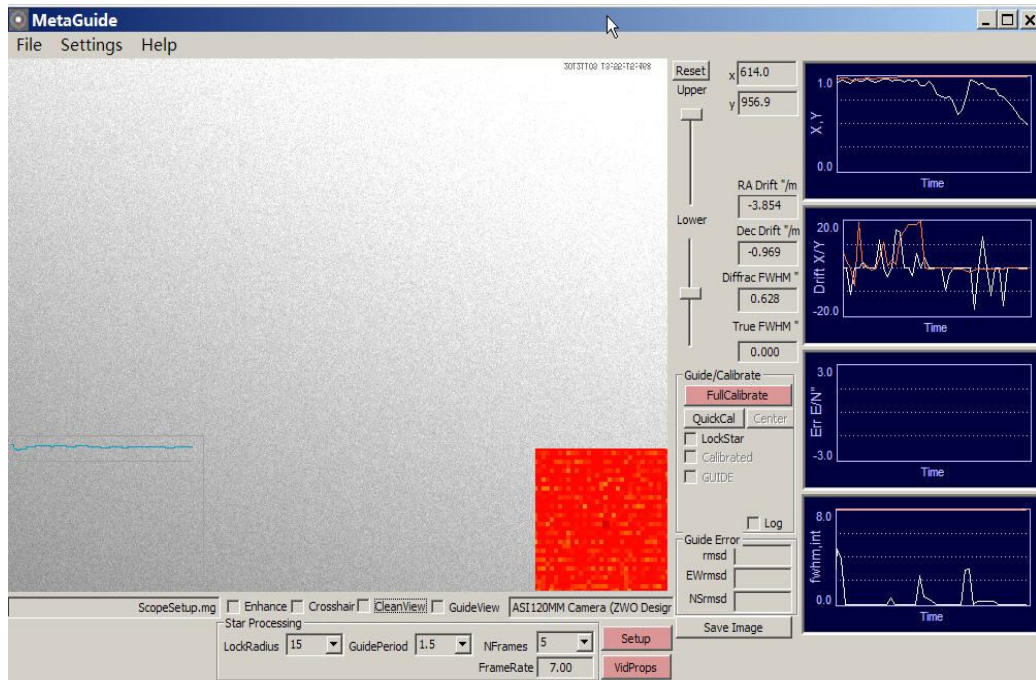 MetaGuide
File Settings Help
Reset
Upper
Lower
x 614.0
y 956.9
RA Drift "/m
-3.854
Dec Drift "/m
-0.969
Diffrac FWHM "
0.628
True FWHM "
0.000
Guide/Calibrate
FullCalibrate
QuickCal Center
LockStar
Calibrated
GUIDE
Log
Guide Error
rmsd
EWrmsd
NSrmsd
Save Image
1.0
X,Y
0.0
Time
20.0
Drift X/Y
-20.0
Time
3.0
Err E/N"
-3.0
Time
8.0
fwhm,int
0.0
Time
ScopeSetup.mg Enhance Crosshair CleanView GuideView ASI120MM Camera (ZWO Desigr
Star Processing
LockRadius 15 GuidePeriod 1.5 NFrames 5
FrameRate 7.00
Setup
VidProps